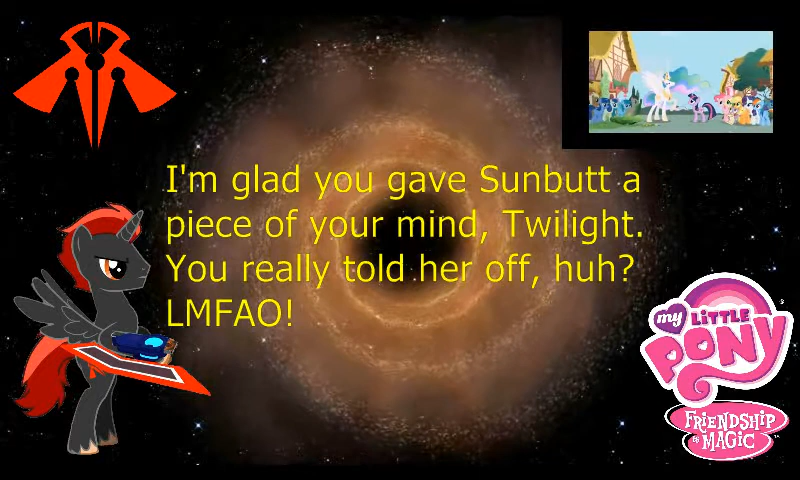 I'm glad you gave Sunbutt a
piece of your mind, Twilight.
You really told her off, huh?
LMFAO!
my LiTTLE
PONY
FRiENDSHiP
is MAGiC